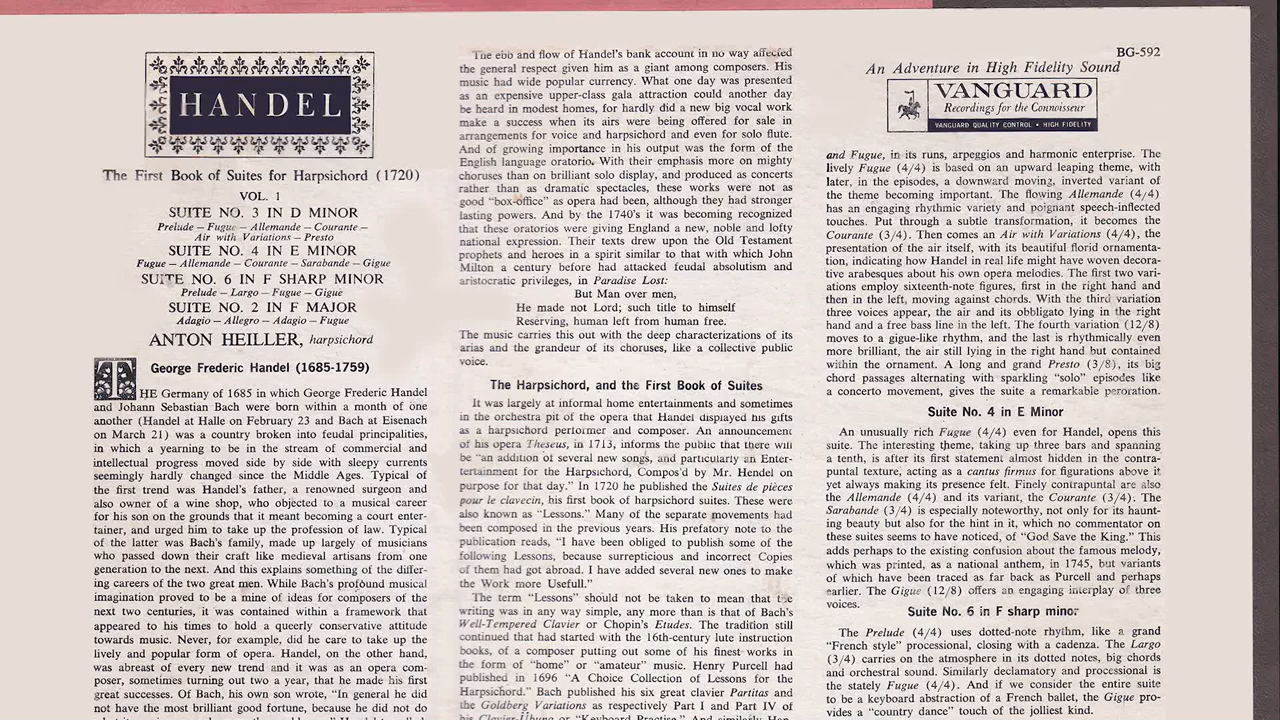 HANDEL
The First Book of Suites for Harpsichord (1720)
VOL. 1
SUITE NO. 3 IN D MINOR
Prelude – Fugue – Allemande – Courante –
Air with Variations – Presto
SUITE NO. 4 IN E MINOR
Fugue – Allemande – Courante – Sarabande – Gigue
SUITE NO. 6 IN F SHARP MINOR
Prelude – Largo – Fugue – Gigue
SUITE NO. 2 IN F MAJOR
Adagio – Allegro – Adagio – Fugue
ANTON HEILLER, harpsichord
George Frederic Handel (1685-1759)
THE Germany of 1685 in which George Frederic Handel
and Johann Sebastian Bach were born within a month of one
another (Handel at Halle on February 23 and Bach at Eisenach
on March 21) was a country broken into feudal principalities,
in which a yearning to be in the stream of commercial and
intellectual progress moved side by side with sleepy currents
seemingly hardly changed since the Middle Ages. Typical of
the first trend was Handel's father, a renowned surgeon and
also owner of a wine shop, who objected to a musical career
for his son on the grounds that it meant becoming a court enter-
tainer, and urged him to take up the profession of law. Typical
of the latter was Bach's family, made up largely of musicians
who passed down their craft like medieval artisans from one
generation to the next. And this explains something of the differ-
ing careers of the two great men. While Bach's profound musical
imagination proved to be a mine of ideas for composers of the
next two centuries, it was contained within a framework that
appeared to his times to hold a queerly conservative attitude
towards music. Never, for example, did he care to take up the
lively and popular form of opera. Handel, on the other hand,
was abreast of every new trend and it was as an opera com-
poser, sometimes turning out two a year, that he made his first
great successes. Of Bach, his own son wrote, "In general he did
not have the most brilliant good fortune, because he did not do
The ebb and flow of Handel's bank account in no way affected
the general respect given him as a giant among composers. His
music had wide popular currency. What one day was presented
as an expensive upper-class gala attraction could another day
be heard in modest homes, for hardly did a new big vocal work
make a success when its airs were being offered for sale in
arrangements for voice and harpsichord and even for solo flute.
And of growing importance in his output was the form of the
English language oratorio. With their emphasis more on mighty
choruses than on brilliant solo display, and produced as concerts
rather than as dramatic spectacles, these works were not as
good "box-office" as opera had been, although they had stronger
lasting powers. And by the 1740's it was becoming recognized
that these oratorios were giving England a new, noble and lofty
national expression. Their texts drew upon the Old Testament
prophets and heroes in a spirit similar to that with which John
Milton a century before had attacked feudal absolutism and
aristocratic privileges, in Paradise Lost:
But Man over men,
He made not Lord; such title to himself
Reserving, human left from human free.
The music carries this out with the deep characterizations of its
arias and the grandeur of its choruses, like a collective public
voice.
The Harpsichord, and the First Book of Suites
It was largely at informal home entertainments and sometimes
in the orchestra pit of the opera that Handel displayed his gifts
as a harpsichord performer and composer. An announcement
of his opera Theseus, in 1713, informs the public that there will
be "an addition of several new songs, and particularly an Enter-
tertainment for the Harpsichord, Compos'd by Mr. Hendel on
purpose for that day." In 1720 he published the Suites de pièces
pour le clavecin, his first book of harpsichord suites. These were
also known as "Lessons." Many of the separate movements had
been composed in the previous years. His prefatory note to the
publication reads, "I have been obliged to publish some of the
following Lessons, because surrepticious and incorrect Copies
of them had got abroad. I have added several new ones to make
the Work more Usefull."
The term "Lessons" should not be taken to mean that the
writing was in any way simple, any more than is that of Bach's
Well-Tempered Clavier or Chopin's Etudes. The tradition still
continued that had started with the 16th-century lute instruction
books, of a composer putting out some of his finest works in
the form of "home" or "amateur" music. Henry Purcell had
published in 1696 "A Choice Collection of Lessons for the
Harpsichord." Bach published his six great clavier Partitas and
the Goldberg Variations as respectively Part I and Part IV of
his Clavier-Übung or "Keyboard Practise." And similarly Han-
BG-592
An Adventure in High Fidelity Sound
VANGUARD
Recordings for the Connoisseur
VANGUARD QUALITY CONTROL • HIGH FIDELITY
and Fugue, in its runs, arpeggios and harmonic enterprise. The
lively Fugue (4/4) is based on an upward leaping theme, with
later, in the episodes, a downward moving, inverted variant of
the theme becoming important. The flowing Allemande (4/4)
has an engaging rhythmic variety and poignant speech-inflected
touches. Put through a subtle transformation, it becomes the
Courante (3/4). Then comes an Air with Variations (4/4), the
presentation of the air itself, with its beautiful florid ornamenta-
tion, indicating how Handel in real life might have woven decora-
tive arabesques about his own opera melodies. The first two vari-
ations employ sixteenth-note figures, first in the right hand and
then in the left, moving against chords. With the third variation
three voices appear, the air and its obbligato lying in the right
hand and a free bass line in the left. The fourth variation (12/8)
moves to a gigue-like rhythm, and the last is rhythmically even
more brilliant, the air still lying in the right hand but contained
within the ornament. A long and grand Presto (3/8), its big
chord passages alternating with sparkling "solo" episodes like
a concerto movement, gives the suite a remarkable peroration.
Suite No. 4 in E Minor
An unusually rich Fugue (4/4) even for Handel, opens this
suite. The interesting theme, taking up three bars and spanning
a tenth, is after its first statement almost hidden in the contra-
puntal texture, acting as a cantus firmus for figurations above it
yet always making its presence felt. Finely contrapuntal are also
the Allemande (4/4) and its variant, the Courante (3/4). The
Sarabande (3/4) is especially noteworthy, not only for its haunt-
ing beauty but also for the hint in it, which no commentator on
these suites seems to have noticed, of "God Save the King." This
adds perhaps to the existing confusion about the famous melody,
which was printed, as a national anthem, in 1745, but variants
of which have been traced as far back as Purcell and perhaps
earlier. The Gigue (12/8) offers an engaging interplay of three
voices.
Suite No. 6 in F sharp minor
The Prelude (4/4) uses dotted-note rhythm, like a grand
"French style" processional, closing with a cadenza. The Largo
(3/4) carries on the atmosphere in its dotted notes, big chords
and orchestral sound. Similarly declamatory and processional is
the stately Fugue (4/4). And if we consider the entire suite
to be a keyboard abstraction of a French ballet, the Gigue pro-
vides a "country dance" touch of the jolliest kind.